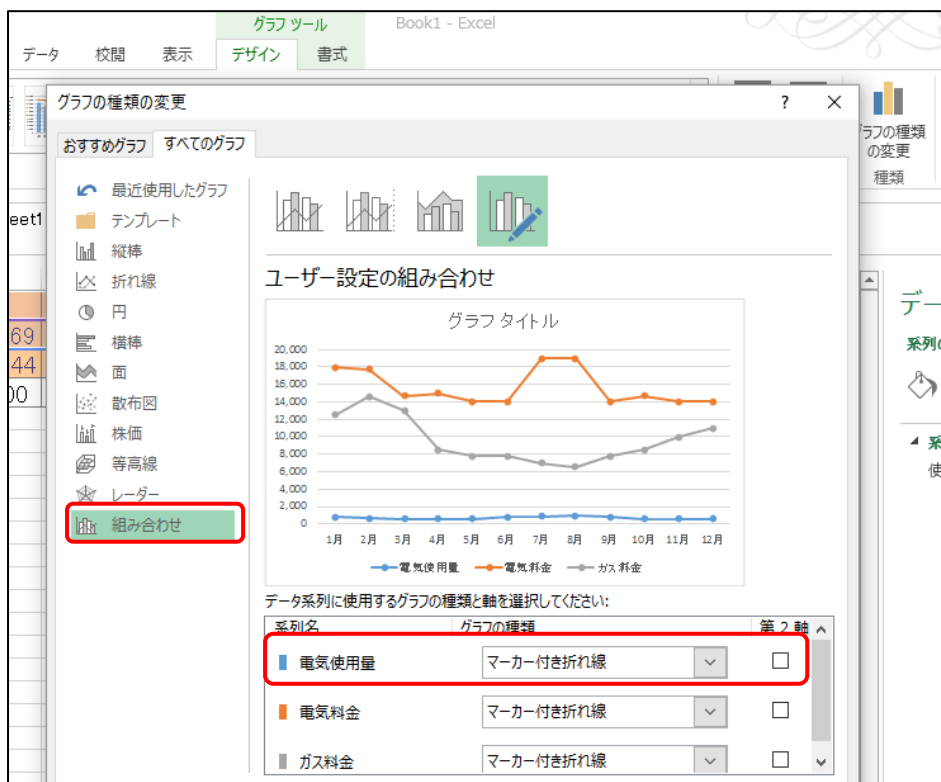 グラフ ツール
Book1 - Excel
データ 校閲 表示 デザイン 書式
グラフの種類の変更 ? ×
おすすめグラフ すべてのグラフ
最近使用したグラフ
テンプレート
縦棒
折れ線
円
横棒
面
散布図
株価
等高線
レーダー
組み合わせ
ユーザー設定の組み合わせ
グラフ タイトル
20,000
18,000
16,000
14,000
12,000
10,000
8,000
6,000
4,000
2,000
0
1月 2月 3月 4月 5月 6月 7月 8月 9月 10月 11月 12月
電気使用量 電気料金 ガス料金
データ系列に使用するグラフの種類と軸を選択してください:
系列名 グラフの種類 第 2 軸
電気使用量 マーカー付き折れ線
電気料金 マーカー付き折れ線
ガス料金 マーカー付き折れ線
グラフの種類
の変更
種類
eet1
69
44
00
デー
系列の
系
使